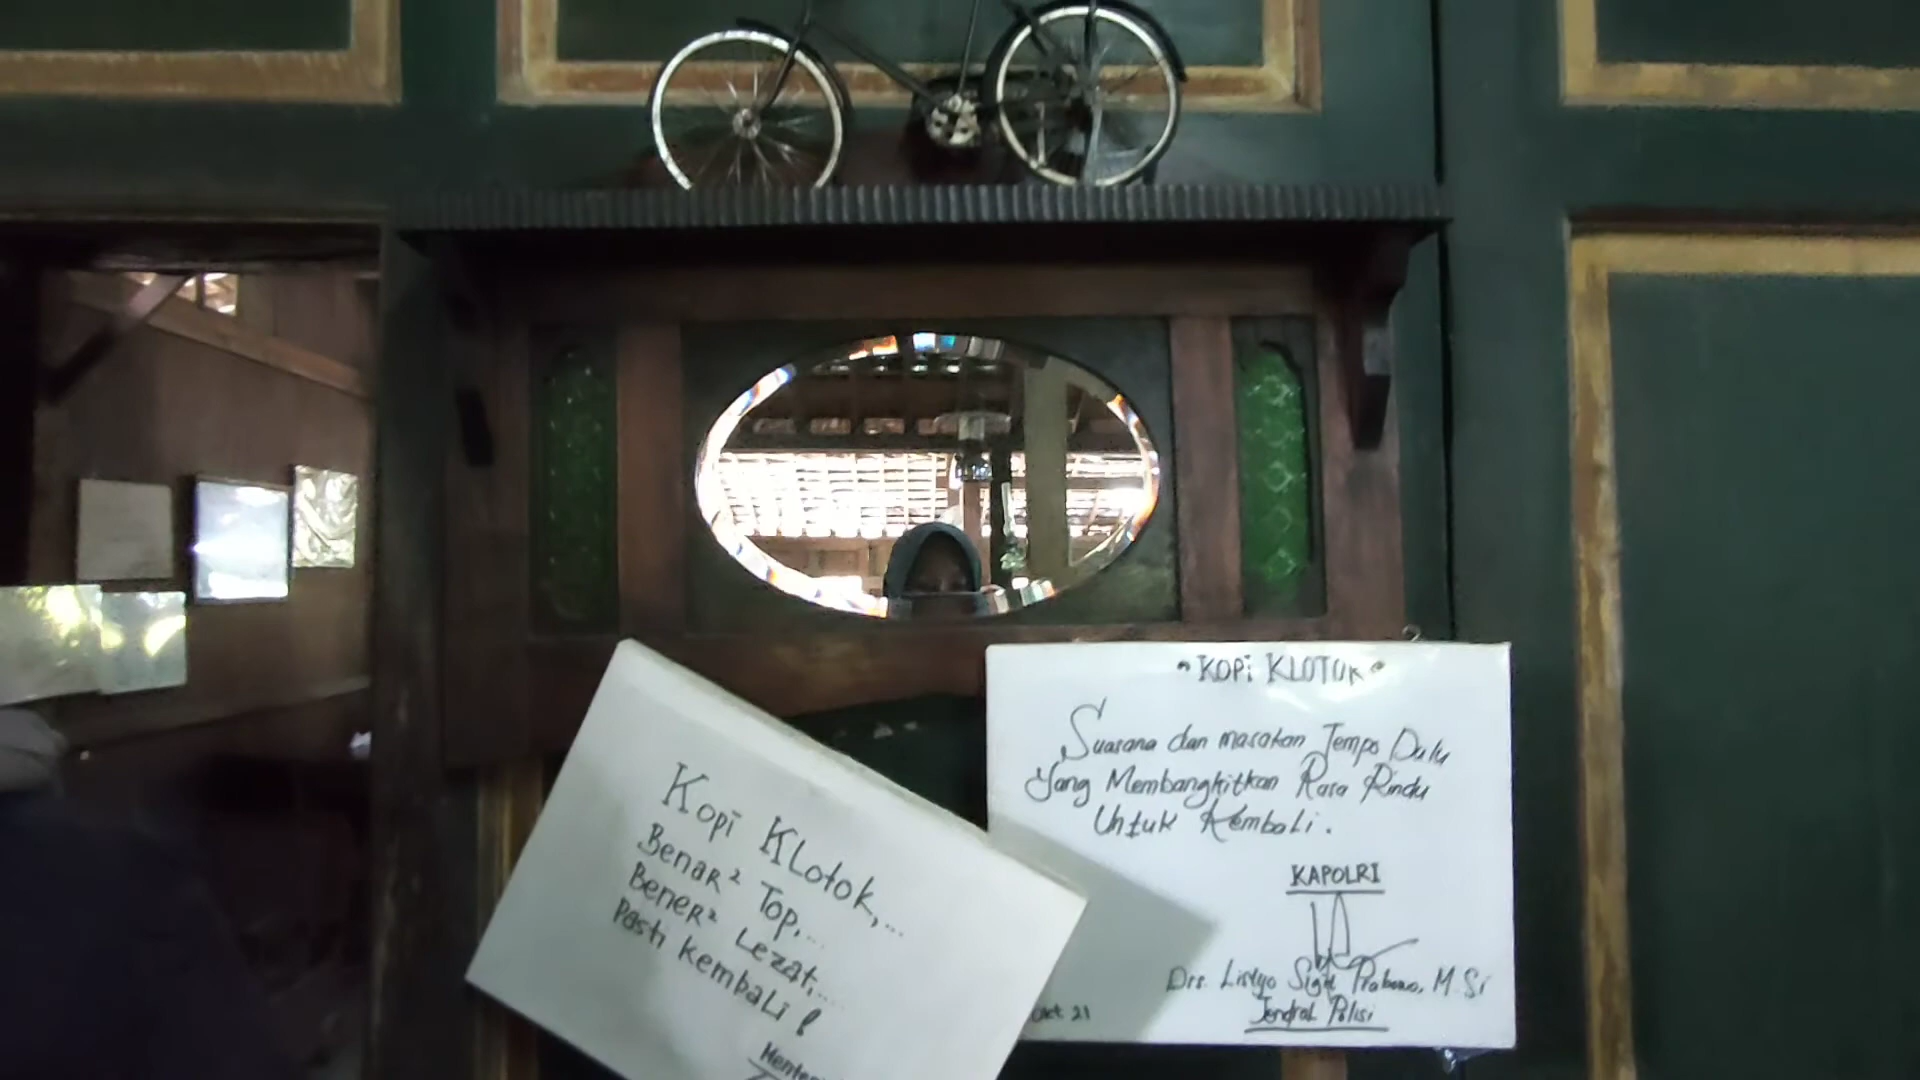 Kopi Klotok,...
Benar² Top,...
Bener² Lezat,....
Pasti kembali !
"KOPI KLOTOK"
Suasana dan masakan Tempo Dulu
Yang Membangkitkan Rasa Rindu
Untuk Kembali.
KAPOLRI
Drs. Listyo Sigit Prabowo, M.Si
Jendral Polisi
21